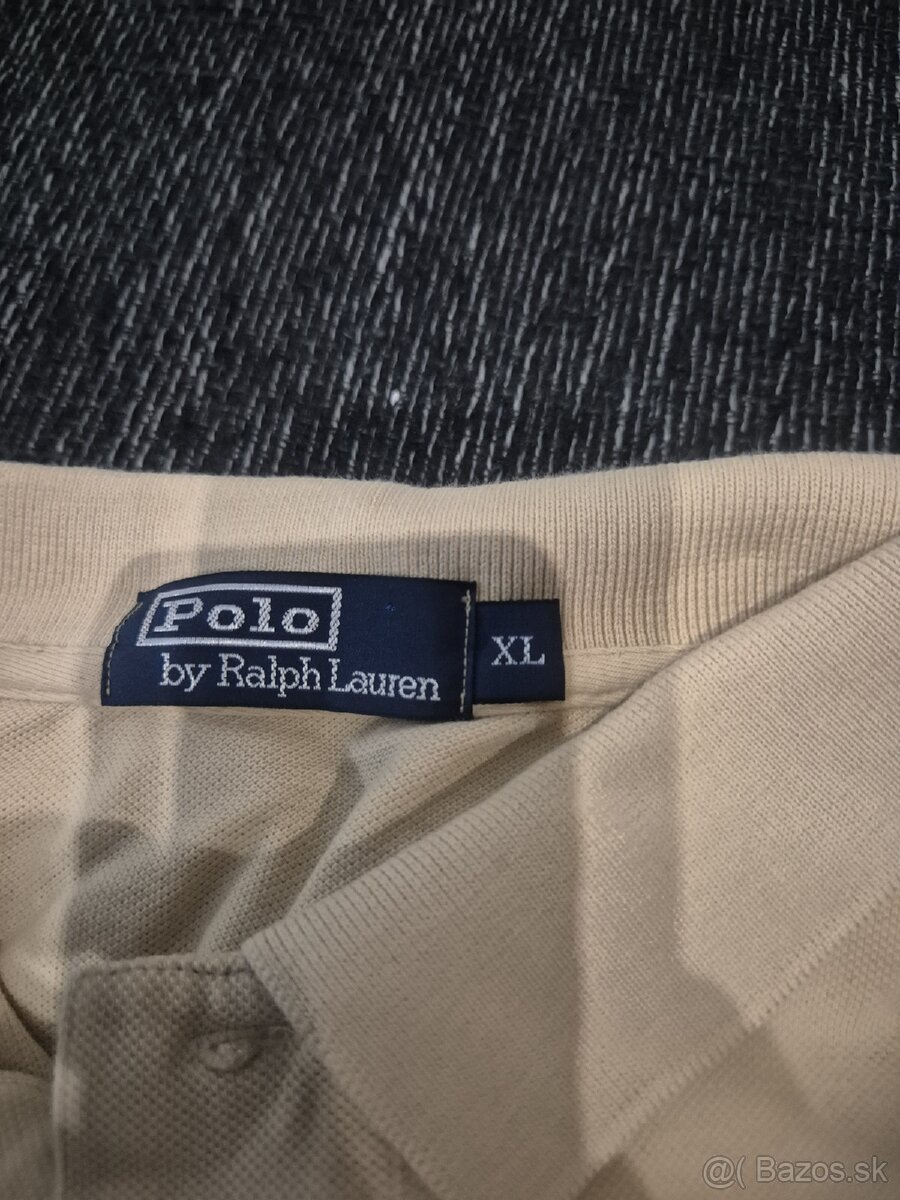 Polo
by Ralph Lauren
XL
@( Bazos.sk